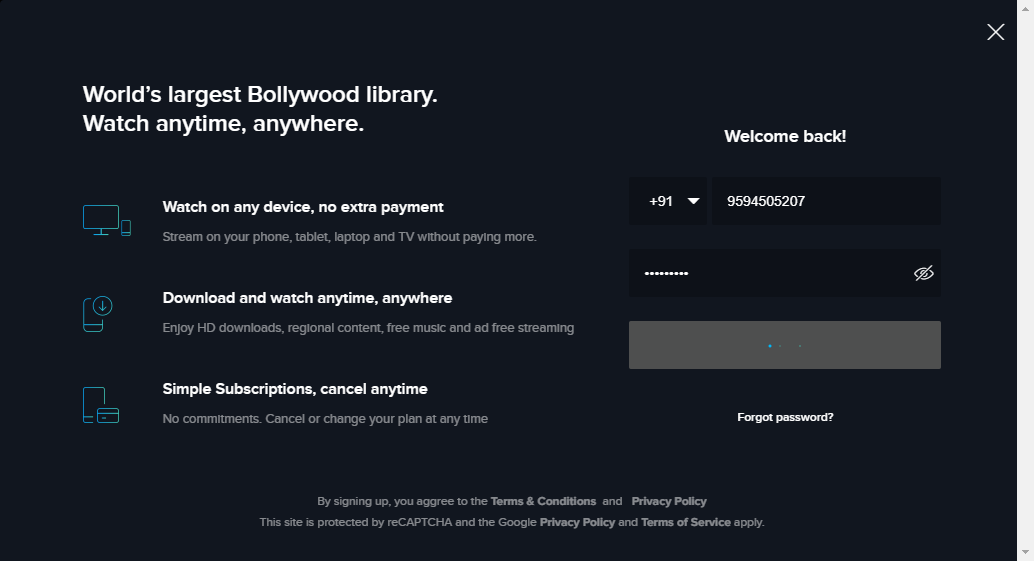 World's largest Bollywood library.
Watch anytime, anywhere.
Watch on any device, no extra payment
Stream on your phone, tablet, laptop and TV without paying more.
Download and watch anytime, anywhere
Enjoy HD downloads, regional content, free music and ad free streaming
Simple Subscriptions, cancel anytime
No commitments. Cancel or change your plan at any time
Welcome back!
+91 9594505207
•••••••••
Forgot password?
By signing up, you aggree to the Terms & Conditions and Privacy Policy
This site is protected by reCAPTCHA and the Google Privacy Policy and Terms of Service apply.